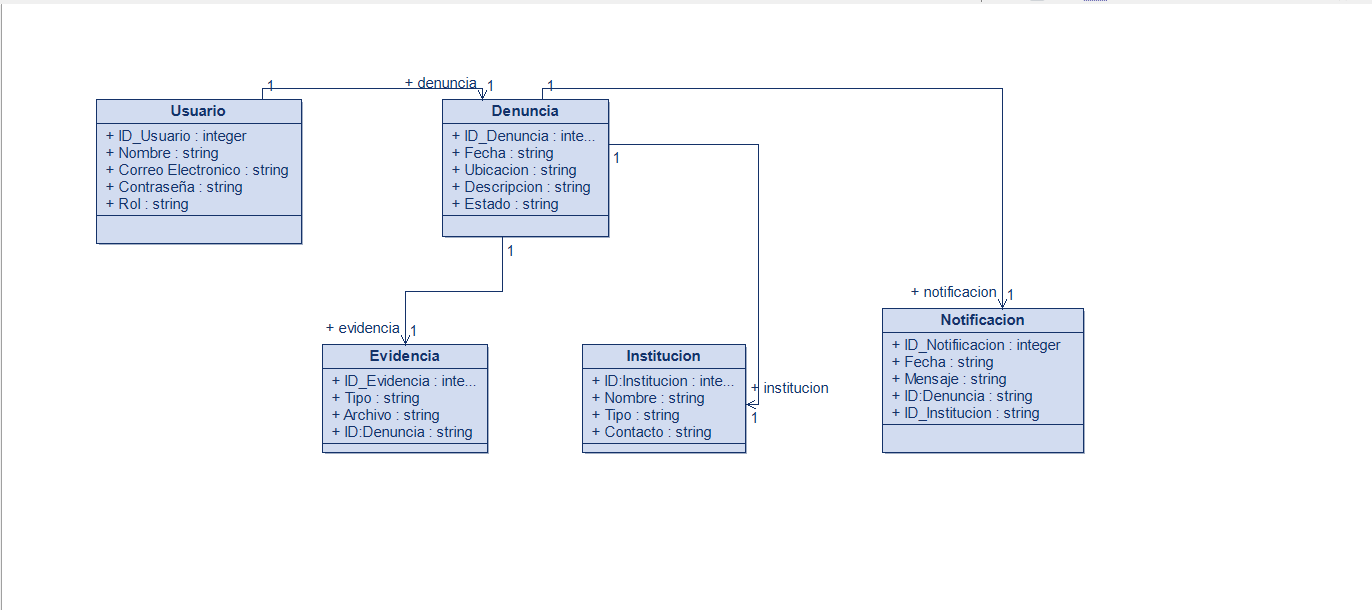 1
+ denuncia
1
1
Usuario
+ ID_Usuario : integer
+ Nombre : string
+ Correo Electronico : string
+ Contraseña : string
+ Rol : string
Denuncia
+ ID_Denuncia : inte...
+ Fecha : string
+ Ubicacion : string
+ Descripcion : string
+ Estado : string
1
1
+ evidencia
1
Evidencia
+ ID_Evidencia : inte...
+ Tipo : string
+ Archivo : string
+ ID:Denuncia : string
Institucion
+ ID:Institucion : inte...
+ Nombre : string
+ Tipo : string
+ Contacto : string
+ institucion
1
+ notificacion
1
Notificacion
+ ID_Notifiicacion : integer
+ Fecha : string
+ Mensaje : string
+ ID:Denuncia : string
+ ID_Institucion : string